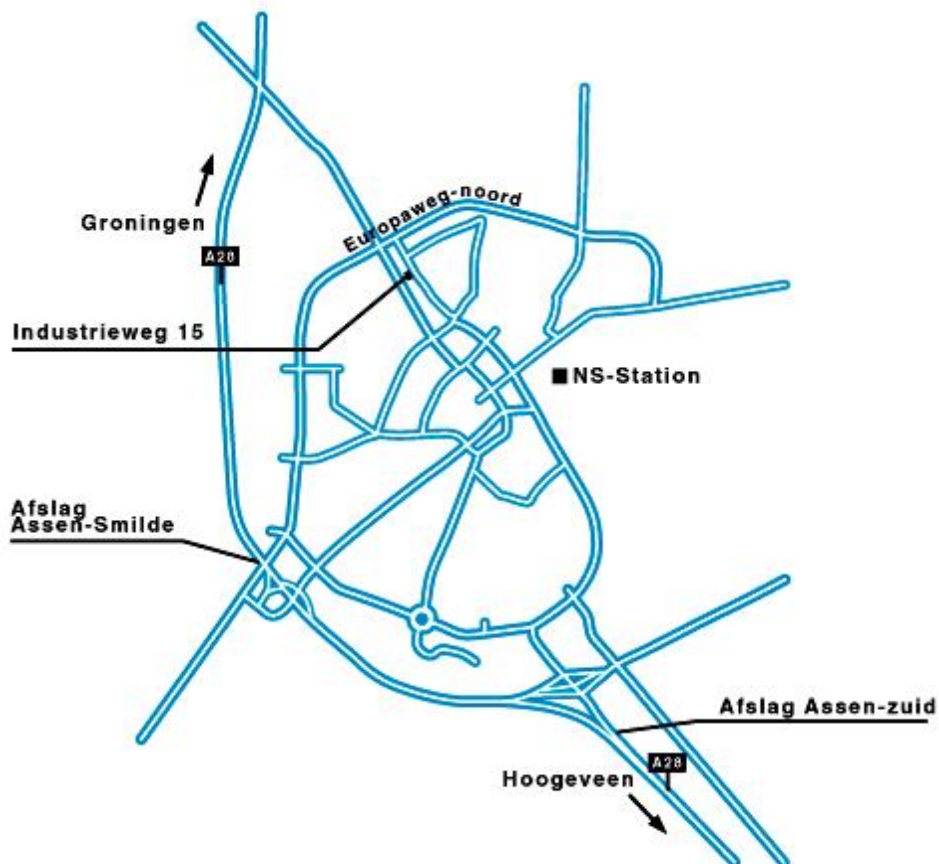 Europaweg-noord
Groningen
A28
Industrieweg 15
NS-Station
Afslag
Assen-Smilde
Afslag Assen-zuid
A28
Hoogeveen